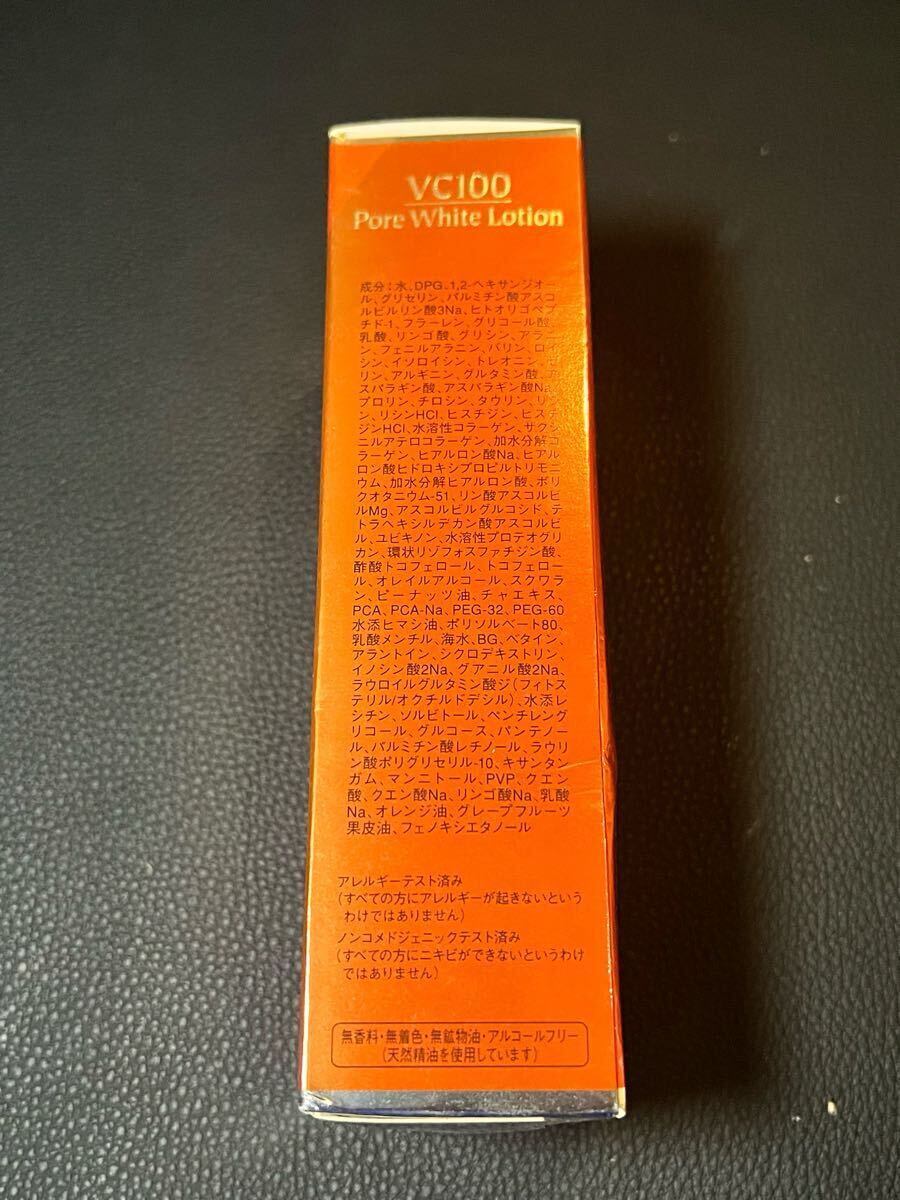 VC100
Pore White Lotion
成分：水、DPG、1,2-ヘキサンジオー
ル、グリセリン、パルミチン酸アスコ
ルビルリン酸3Na、ヒトオリゴペプ
チド-1、フラーレン、グリコール酸、
乳酸、リンゴ酸、グリシン、アラニ
ン、フェニルアラニン、バリン、ロイ
シン、イソロイシン、トレオニン、セ
リン、アルギニン、グルタミン酸、ア
スパラギン酸、アスパラギン酸Na、
プロリン、チロシン、タウリン、リシ
ン、リシンHCl、ヒスチジン、ヒスチ
ジンHCl、水溶性コラーゲン、サクシ
ニルアテロコラーゲン、加水分解コ
ラーゲン、ヒアルロン酸Na、ヒアル
ロン酸ヒドロキシプロピルトリモニ
ウム、加水分解ヒアルロン酸、ポリ
クオタニウム-51、リン酸アスコルビ
ルMg、アスコルビルグルコシド、テ
トラヘキシルデカン酸アスコルビ
ル、ユビキノン、水溶性プロテオグリ
カン、環状リゾフォスファチジン酸、
酢酸トコフェロール、トコフェロー
ル、オレイルアルコール、スクワラ
ン、ピーナッツ油、チャエキス、
PCA、PCA-Na、PEG-32、PEG-60
水添ヒマシ油、ポリソルベート80、
乳酸メンチル、海水、BG、ベタイン、
アラントイン、シクロデキストリン、
イノシン酸2Na、グアニル酸2Na、
ラウロイルグルタミン酸ジ（フィトス
テリル/オクチルドデシル）、水添レ
シチン、ソルビトール、ペンチレング
リコール、グルコース、パンテノー
ル、パルミチン酸レチノール、ラウリ
ン酸ポリグリセリル-10、キサンタン
ガム、マンニトール、PVP、クエン
酸、クエン酸Na、リンゴ酸Na、乳酸
Na、オレンジ油、グレープフルーツ
果皮油、フェノキシエタノール
アレルギーテスト済み
（すべての方にアレルギーが起きないという
わけではありません）
ノンコメドジェニックテスト済み
（すべての方にニキビができないというわけ
ではありません）
無香料・無着色・無鉱物油・アルコールフリー
（天然精油を使用しています）